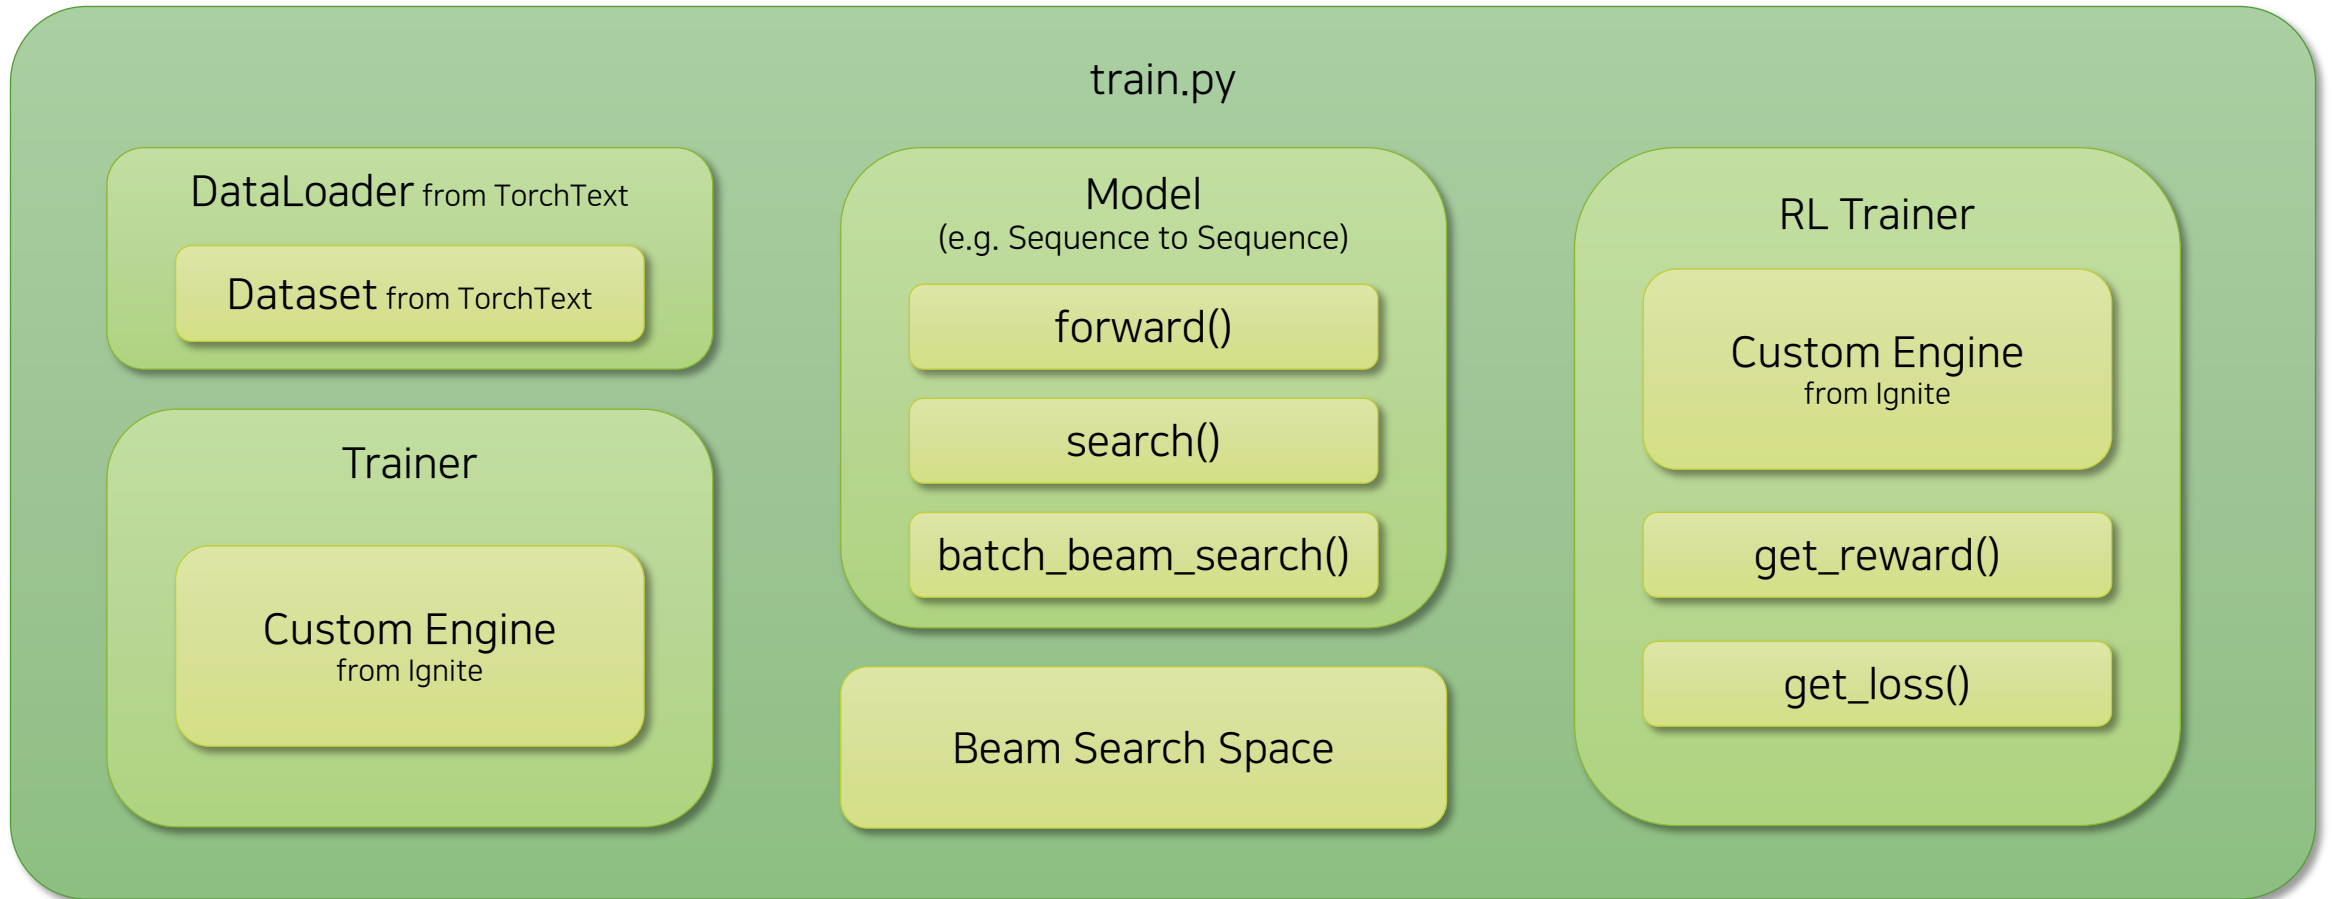 train.py
DataLoader from TorchText
Dataset from TorchText
Trainer
Custom Engine
from Ignite
Model
(e.g. Sequence to Sequence)
forward()
search()
batch_beam_search()
Beam Search Space
RL Trainer
Custom Engine
from Ignite
get_reward()
get_loss()